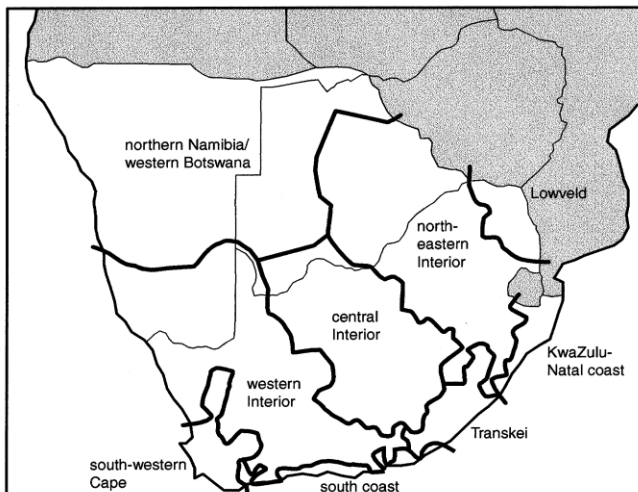 northern Namibia/
western Botswana
Lowveld
north-
eastern
Interior
central
Interior
KwaZulu-
Natal coast
western
Interior
Transkei
south-western
Cape
south coast